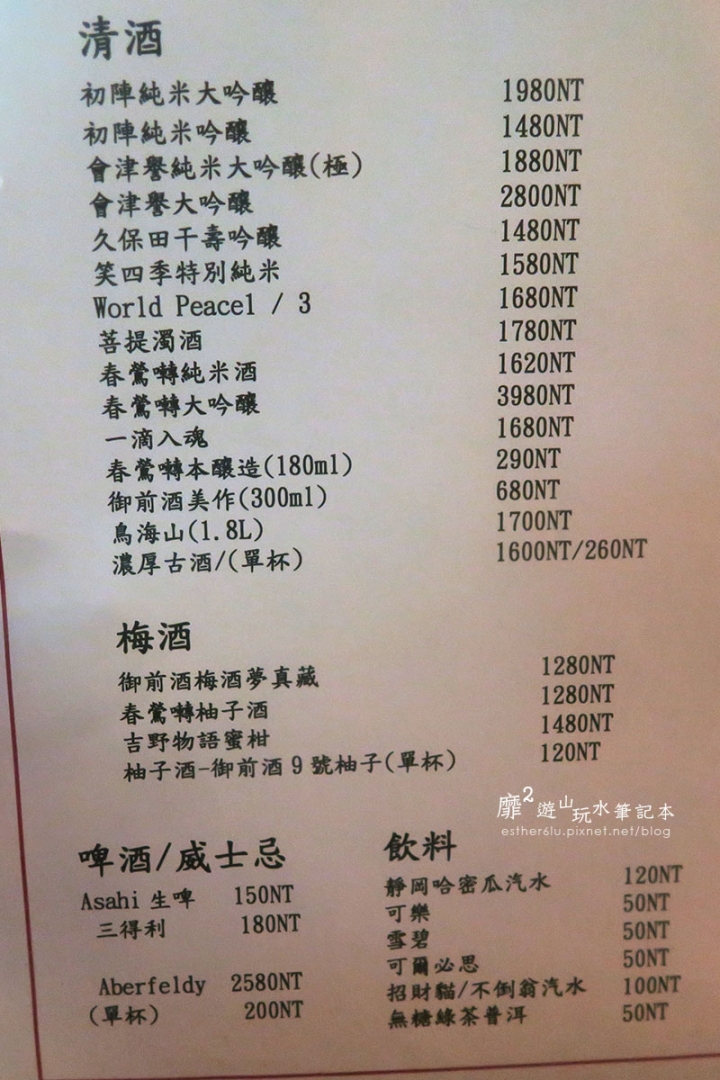 清酒
初陣純米大吟釀 1980NT
初陣純米吟釀 1480NT
會津譽純米大吟釀(極) 1880NT
會津譽大吟釀 2800NT
久保田千壽吟釀 1480NT
笑四季特別純米 1580NT
World Peace1 / 3 1680NT
菩提濁酒 1780NT
春鶯囀純米酒 1620NT
春鶯囀大吟釀 3980NT
一滴入魂 1680NT
春鶯囀本釀造(180ml) 290NT
御前酒美作(300ml) 680NT
鳥海山(1.8L) 1700NT
濃厚古酒/(單杯) 1600NT/260NT
梅酒
御前酒梅酒夢真藏 1280NT
春鶯囀柚子酒 1280NT
吉野物語蜜柑 1480NT
柚子酒-御前酒9號柚子(單杯) 120NT
靡²遊山玩水筆記本
esther6lu.pixnet.net/blog
啤酒/威士忌
Asahi生啤 150NT
三得利 180NT
Aberfeldy 2580NT
(單杯) 200NT
飲料
靜岡哈密瓜汽水 120NT
可樂 50NT
雪碧 50NT
可爾必思 50NT
招財貓/不倒翁汽水 100NT
無糖綠茶普洱 50NT